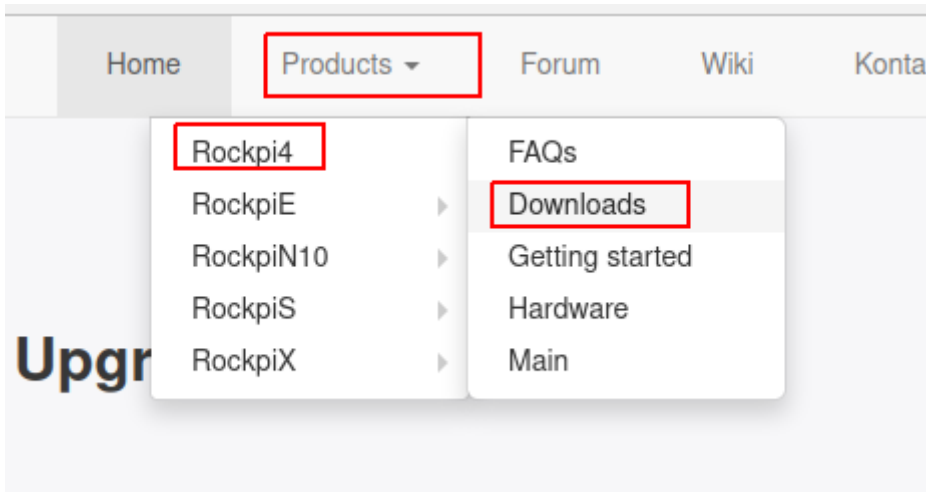 Home Products Forum Wiki Konta
Rockpi4
RockpiE
RockpiN10
RockpiS
RockpiX
FAQs
Downloads
Getting started
Hardware
Main
Upgr